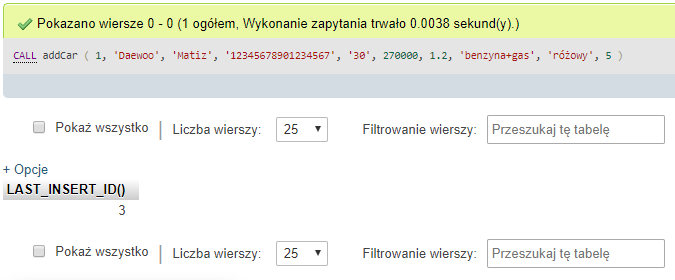 Pokazano wiersze 0 - 0 (1 ogółem, Wykonanie zapytania trwało 0.0038 sekund(y).)
CALL addCar ( 1, 'Daewoo', 'Matiz', '12345678901234567', '30', 270000, 1.2, 'benzyna+gas', 'różowy', 5 )
Pokaż wszystko | Liczba wierszy: 25 Filtrowanie wierszy: Przeszukaj tę tabelę
+ Opcje
LAST_INSERT_ID()
3
Pokaż wszystko | Liczba wierszy: 25 Filtrowanie wierszy: Przeszukaj tę tabelę